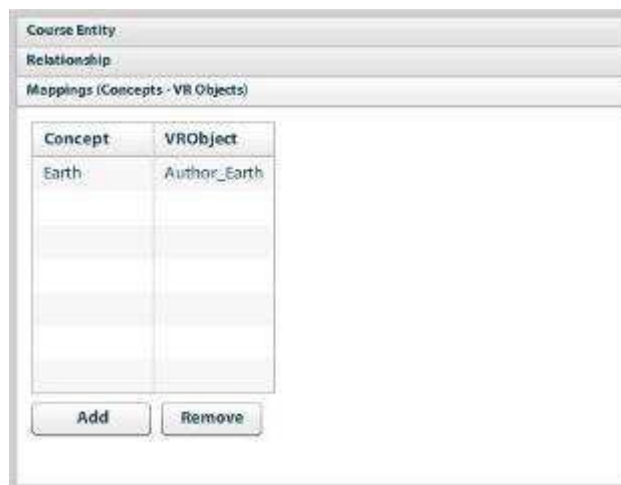 Course Entity
Relationship
Mappings (Concepts - VR Objects)
Concept VRObject
Earth Author_Earth
Add Remove